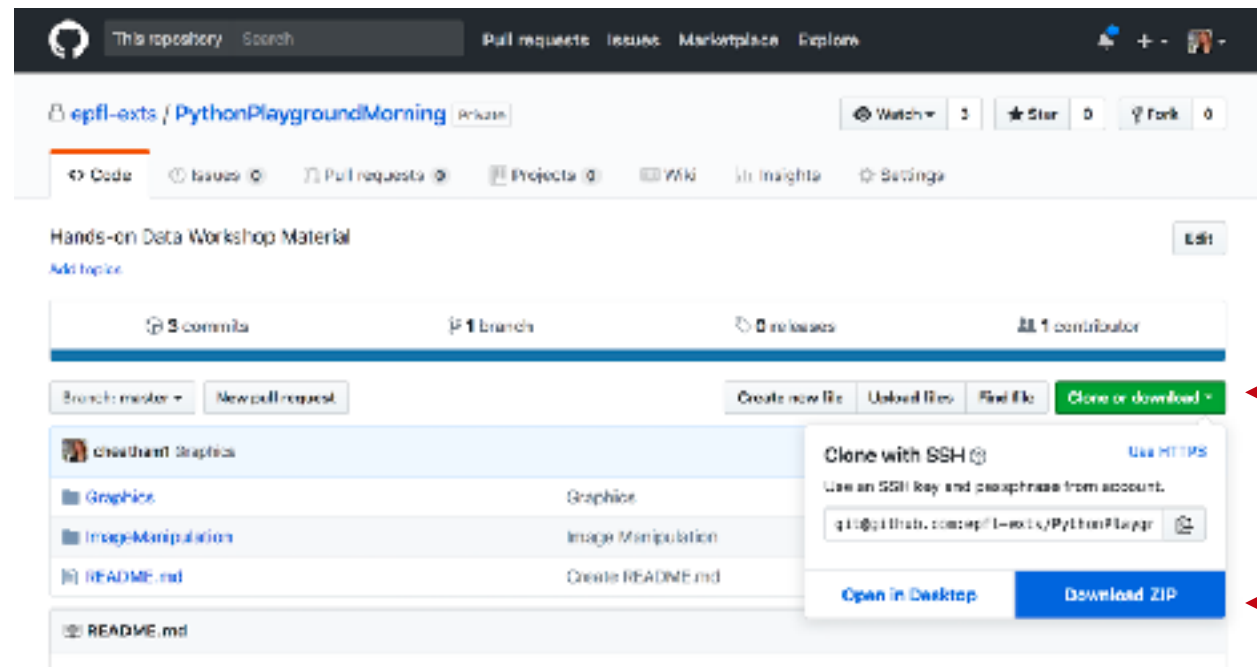 This repository Search Pull requests Issues Marketplace Explore
epfl-exts / PythonPlaygroundMorning Private
Watch 3 Star 0 Fork 0
Code Issues 0 Pull requests 0 Projects 0 Wiki Insights Settings
Hands-on Data Workshop Material Edit
Add topics
3 commits 1 branch 0 releases 1 contributor
Branch: master New pull request Create new file Upload files Find file Clone or download
cheatham1 Graphics
Clone with SSH Use HTTPS
Use an SSH key and passphrase from account.
git@github.com:epfl-exts/PythonPlaygr
Open in Desktop Download ZIP
Graphics Graphics
ImageManipulation Image Manipulation
README.md Create README.md
README.md